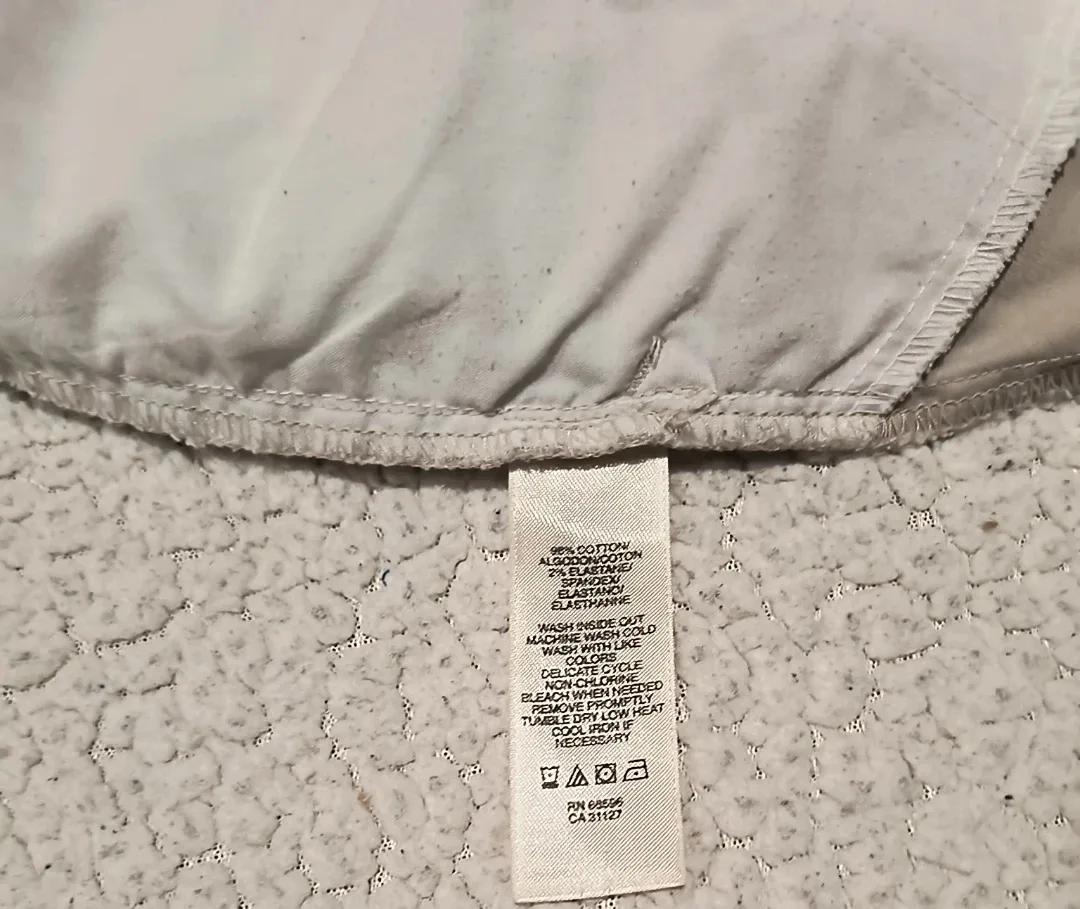 98% COTTON/
ALGODON/COTON
2% ELASTANE/
SPANDEX/
ELASTANO/
ELASTHANNE
WASH INSIDE OUT
MACHINE WASH COLD
WASH WITH LIKE
COLORS
DELICATE CYCLE
NON-CHLORINE
BLEACH WHEN NEEDED
REMOVE PROMPTLY
TUMBLE DRY LOW HEAT
COOL IRON IF
NECESSARY
RN 66596
CA 31127